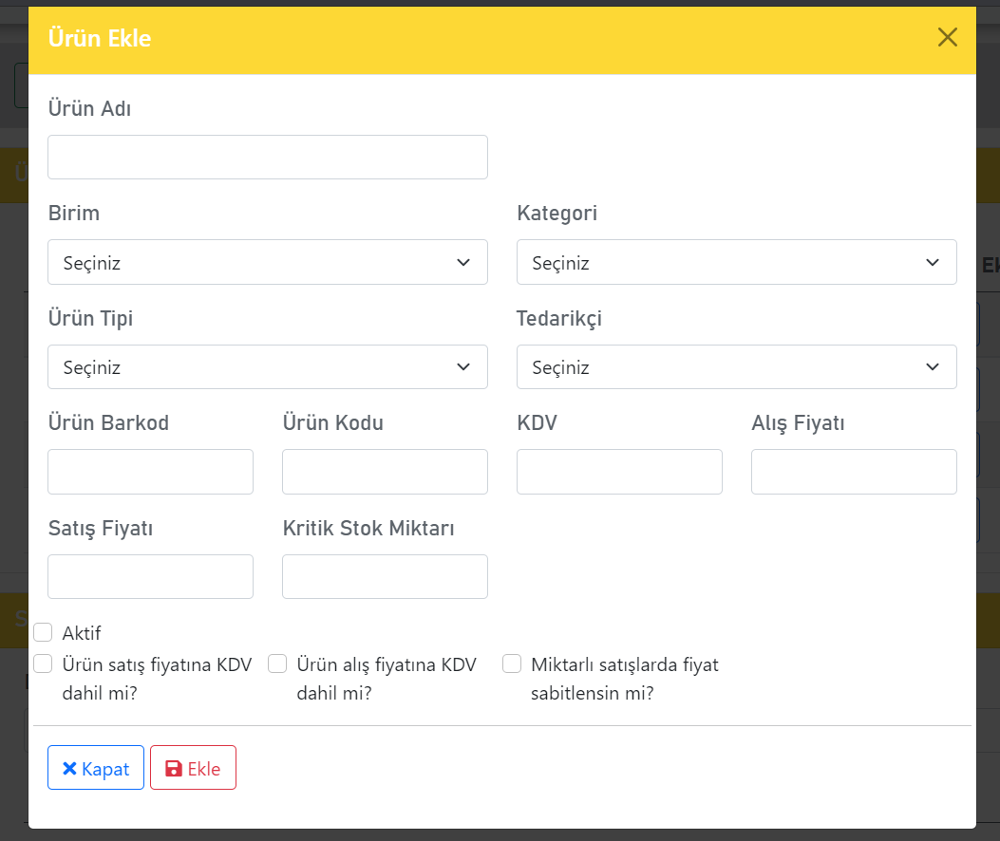 Ürün Ekle
Ürün Adı
Birim
Kategori
Seçiniz
Seçiniz
Ürün Tipi
Tedarikçi
Seçiniz
Seçiniz
Ürün Barkod
Ürün Kodu
KDV
Alış Fiyatı
Satış Fiyatı
Kritik Stok Miktarı
Aktif
Ürün satış fiyatına KDV
dahil mi?
Ürün alış fiyatına KDV
dahil mi?
Miktarlı satışlarda fiyat
sabitlensin mi?
Kapat
Ekle